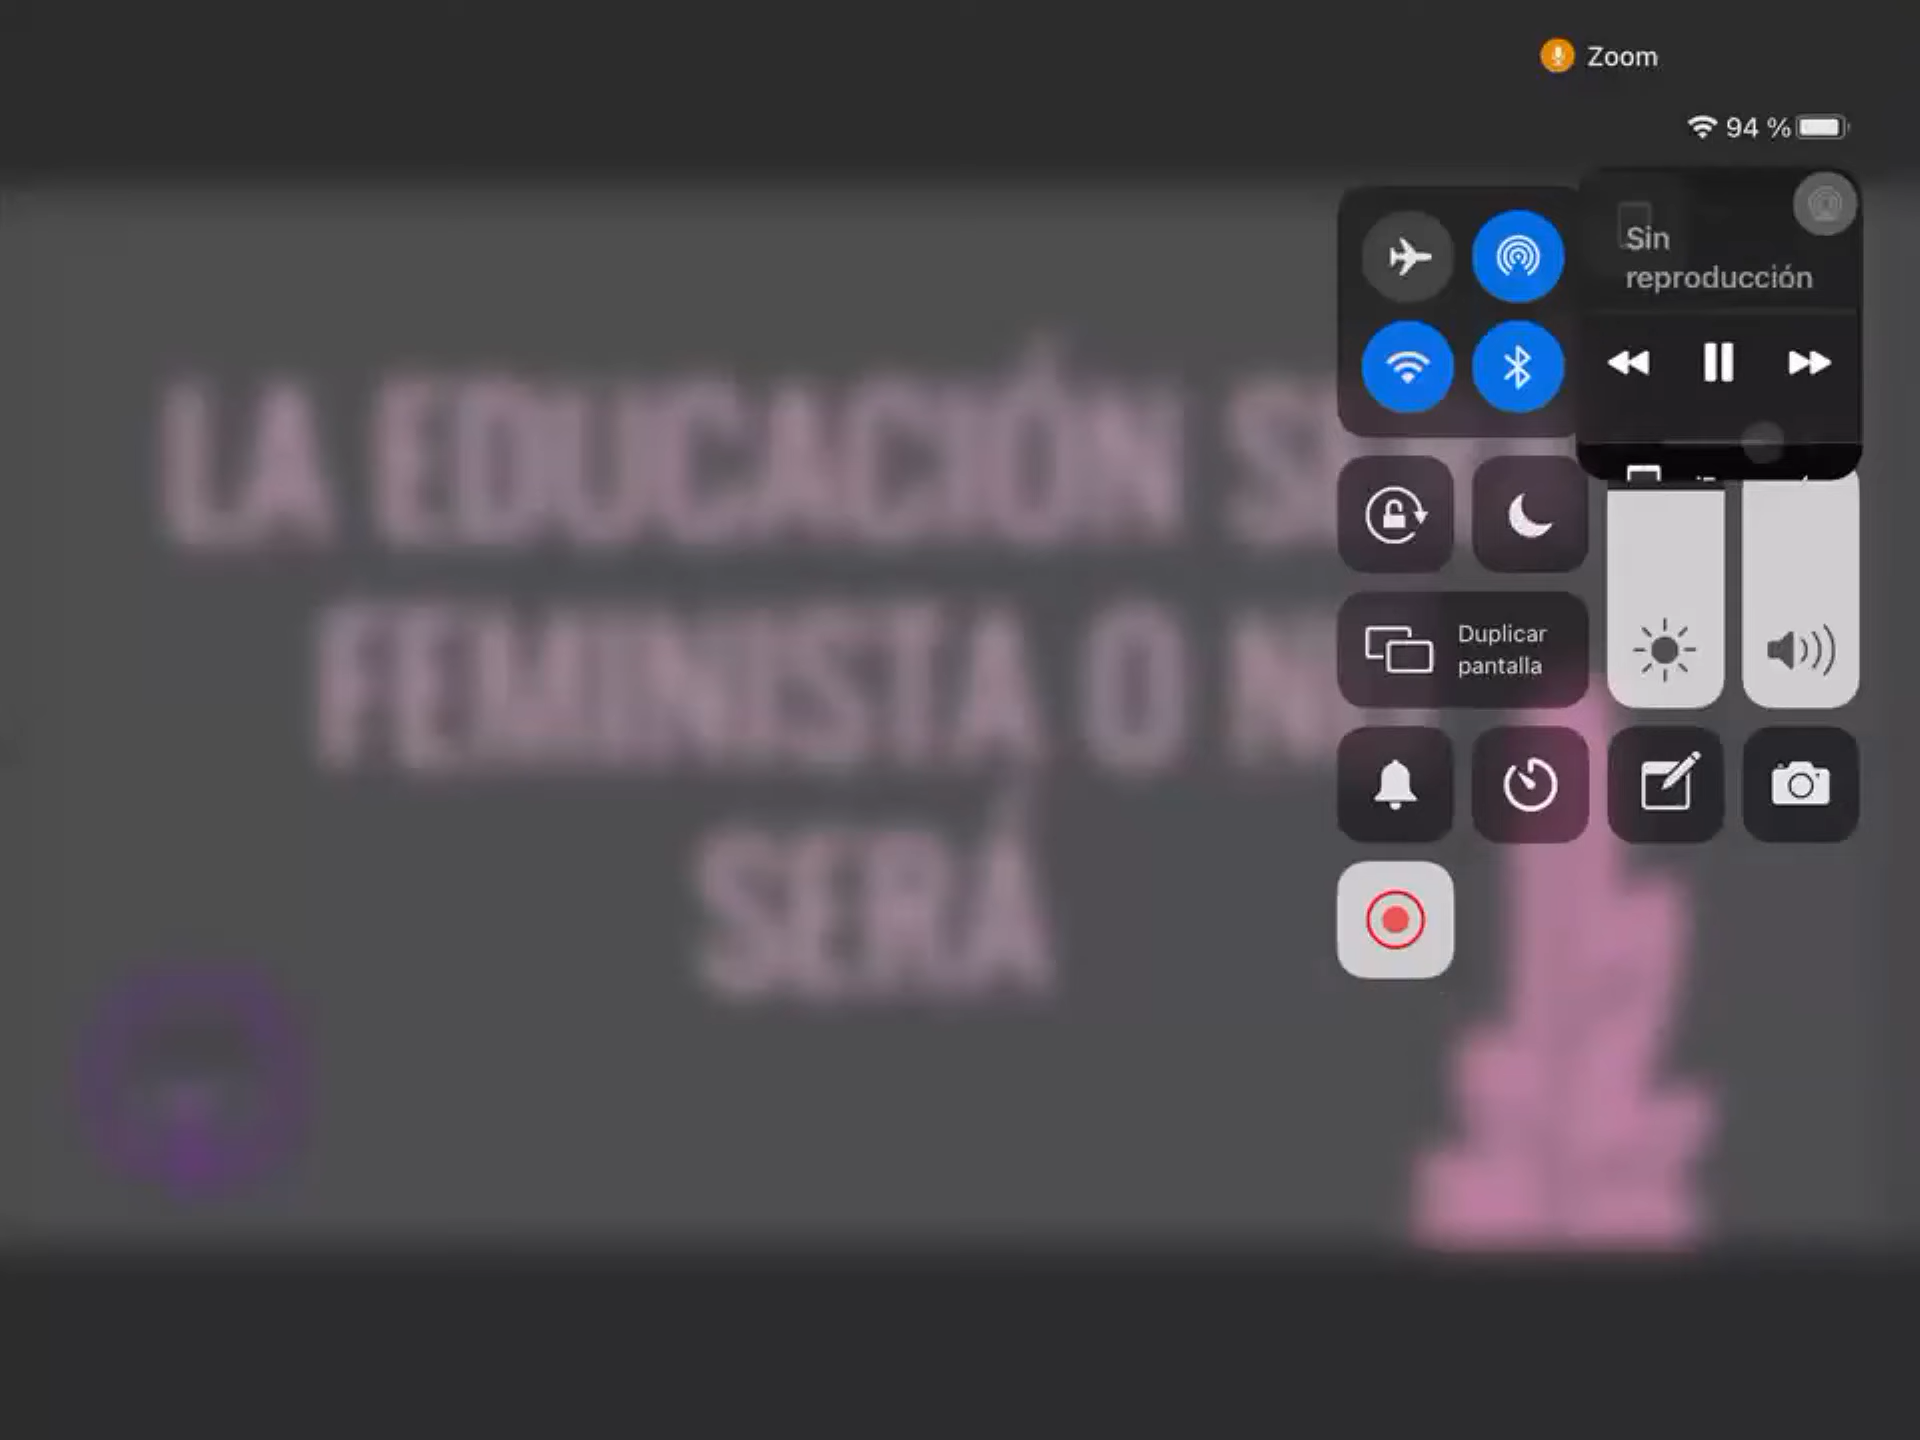 Zoom
94 %
Sin
reproducción
LA EDUCACIÓN
FEMINISTA O
SERÁ
Duplicar
pantalla